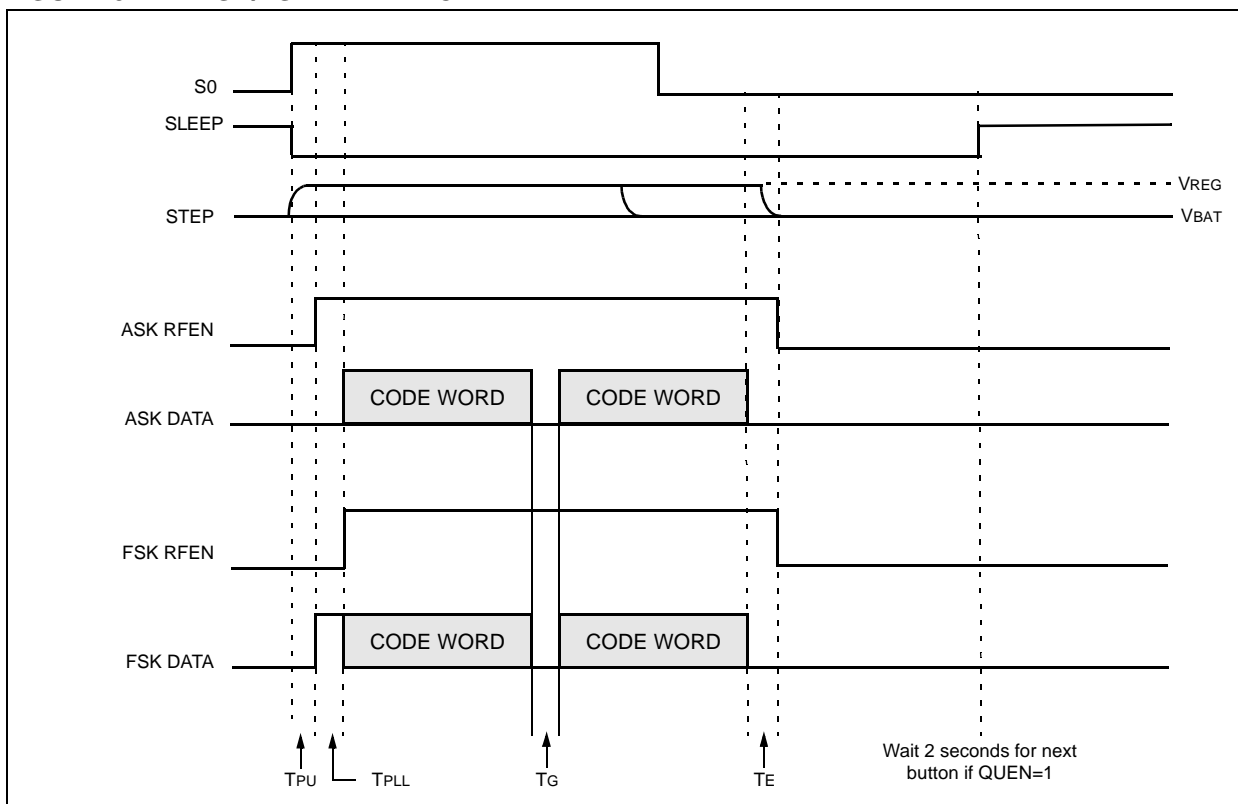 S0
SLEEP
VREG
STEP
VBAT
ASK RFEN
CODE WORD CODE WORD
ASK DATA
FSK RFEN
CODE WORD CODE WORD
FSK DATA
TPU TPLL TG TE
Wait 2 seconds for next
button if QUEN=1